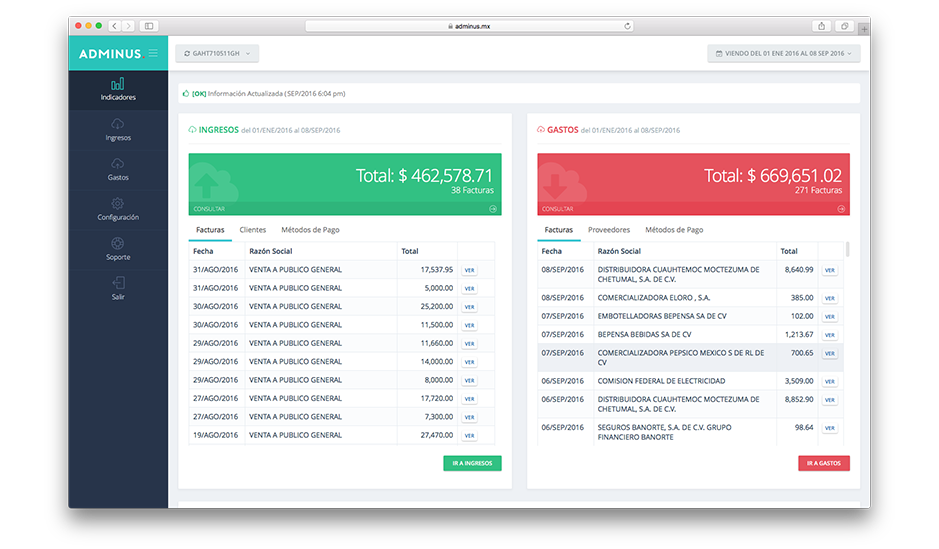 adminus.mx
ADMINUS
GAHT710511GH
VIENDO DEL 01 ENE 2016 AL 08 SEP 2016
Indicadores
Ingresos
Gastos
Configuración
Soporte
Salir
[OK] Información Actualizada (SEP/2016 6:04 pm)
INGRESOS del 01/ENE/2016 al 08/SEP/2016
Total: $ 462,578.71
38 Facturas
CONSULTAR
Facturas Clientes Métodos de Pago
Fecha Razón Social Total
31/AGO/2016 VENTA A PUBLICO GENERAL 17,537.95 VER
31/AGO/2016 VENTA A PUBLICO GENERAL 5,000.00 VER
30/AGO/2016 VENTA A PUBLICO GENERAL 25,200.00 VER
30/AGO/2016 VENTA A PUBLICO GENERAL 11,500.00 VER
29/AGO/2016 VENTA A PUBLICO GENERAL 11,660.00 VER
29/AGO/2016 VENTA A PUBLICO GENERAL 14,000.00 VER
29/AGO/2016 VENTA A PUBLICO GENERAL 8,000.00 VER
27/AGO/2016 VENTA A PUBLICO GENERAL 17,720.00 VER
27/AGO/2016 VENTA A PUBLICO GENERAL 7,300.00 VER
19/AGO/2016 VENTA A PUBLICO GENERAL 27,470.00 VER
IR A INGRESOS
GASTOS del 01/ENE/2016 al 08/SEP/2016
Total: $ 669,651.02
271 Facturas
CONSULTAR
Facturas Proveedores Métodos de Pago
Fecha Razón Social Total
08/SEP/2016 DISTRIBUIDORA CUAUHTEMOC MOCTEZUMA DE 8,640.99 VER
CHETUMAL, S.A. DE C.V.
08/SEP/2016 COMERCIALIZADORA ELORO , S.A. 385.00 VER
07/SEP/2016 EMBOTELLADORAS BEPENSA SA DE CV 102.00 VER
07/SEP/2016 BEPENSA BEBIDAS SA DE CV 1,213.67 VER
07/SEP/2016 COMERCIALIZADORA PEPSICO MEXICO S DE RL DE 700.65 VER
CV
06/SEP/2016 COMISION FEDERAL DE ELECTRICIDAD 3,509.00 VER
06/SEP/2016 DISTRIBUIDORA CUAUHTEMOC MOCTEZUMA DE 8,852.90 VER
CHETUMAL, S.A. DE C.V.
06/SEP/2016 SEGUROS BANORTE, S.A. DE C.V. GRUPO 98.64 VER
FINANCIERO BANORTE
IR A GASTOS